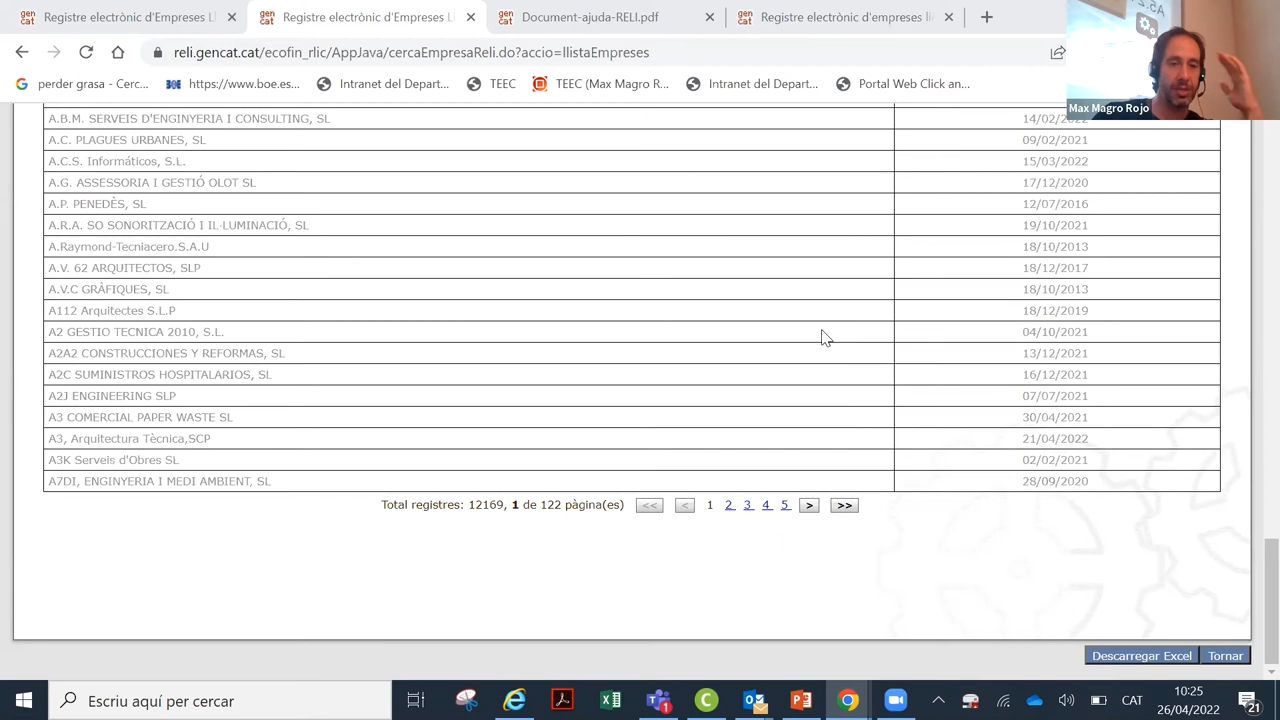 Registre electrònic d'Empreses Ll
Registre electrònic d'Empreses Ll
Document-ajuda-RELI.pdf
Registre electrònic d'empreses lli
reli.gencat.cat/ecofin_rlic/AppJava/cercaEmpresaReli.do?accio=llistaEmpreses
perder grasa - Cerc...
https://www.boe.es...
Intranet del Depart...
TEEC
TEEC (Max Magro R...
Intranet del Depart...
Portal Web Click an...
Max Magro Rojo
A.B.M. SERVEIS D'ENGINYERIA I CONSULTING, SL 14/02/2022
A.C. PLAGUES URBANES, SL 09/02/2021
A.C.S. Informáticos, S.L. 15/03/2022
A.G. ASSESSORIA I GESTIÓ OLOT SL 17/12/2020
A.P. PENEDÈS, SL 12/07/2016
A.R.A. SO SONORITZACIÓ I IL·LUMINACIÓ, SL 19/10/2021
A.Raymond-Tecniacero.S.A.U 18/10/2013
A.V. 62 ARQUITECTOS, SLP 18/12/2017
A.V.C GRÀFIQUES, SL 18/10/2013
A112 Arquitectes S.L.P 18/12/2019
A2 GESTIO TECNICA 2010, S.L. 04/10/2021
A2A2 CONSTRUCCIONES Y REFORMAS, SL 13/12/2021
A2C SUMINISTROS HOSPITALARIOS, SL 16/12/2021
A2J ENGINEERING SLP 07/07/2021
A3 COMERCIAL PAPER WASTE SL 30/04/2021
A3, Arquitectura Tècnica,SCP 21/04/2022
A3K Serveis d'Obres SL 02/02/2021
A7DI, ENGINYERIA I MEDI AMBIENT, SL 28/09/2020
Total registres: 12169, 1 de 122 pàgina(es) << < 1 2 3 4 5 > >>
Descarregar Excel Tornar
Escriu aquí per cercar
CAT
10:25
26/04/2022
21